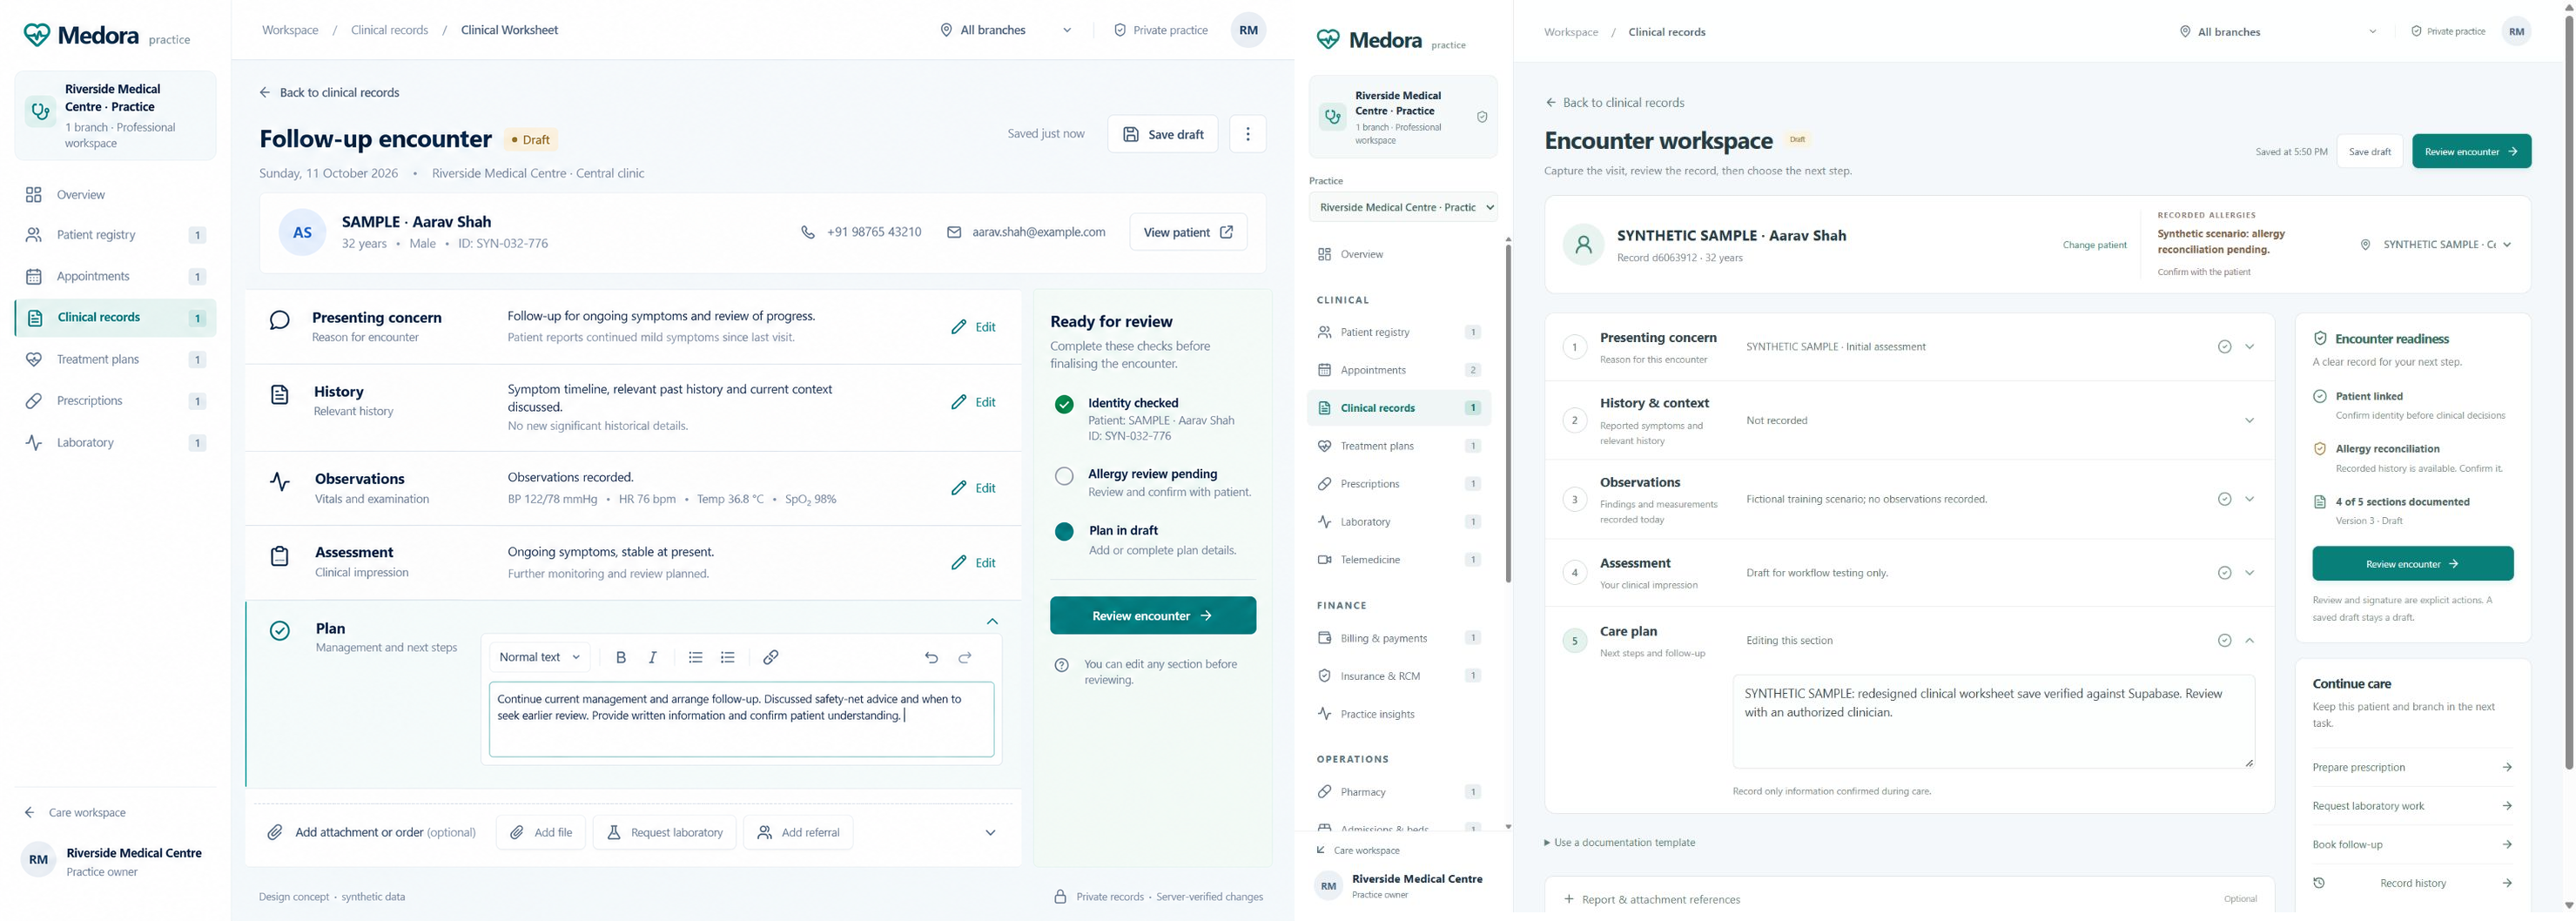 Medora practice
Riverside Medical
Centre · Practice
1 branch · Professional
workspace
Overview
Patient registry 1
Appointments 1
Clinical records 1
Treatment plans 1
Prescriptions 1
Laboratory 1
Care workspace
RM
Riverside Medical Centre
Practice owner
Workspace / Clinical records / Clinical Worksheet
All branches
Private practice
RM
Back to clinical records
Follow-up encounter
Draft
Saved just now
Save draft
Sunday, 11 October 2026 • Riverside Medical Centre · Central clinic
AS
SAMPLE · Aarav Shah
32 years • Male • ID: SYN-032-776
+91 98765 43210
aarav.shah@example.com
View patient
Presenting concern
Reason for encounter
Follow-up for ongoing symptoms and review of progress.
Patient reports continued mild symptoms since last visit.
Edit
History
Relevant history
Symptom timeline, relevant past history and current context
discussed.
No new significant historical details.
Edit
Observations
Vitals and examination
Observations recorded.
BP 122/78 mmHg • HR 76 bpm • Temp 36.8 °C • SpO₂ 98%
Edit
Assessment
Clinical impression
Ongoing symptoms, stable at present.
Further monitoring and review planned.
Edit
Plan
Management and next steps
Normal text
B I
Continue current management and arrange follow-up. Discussed safety-net advice and when to
seek earlier review. Provide written information and confirm patient understanding.
Add attachment or order (optional)
Add file
Request laboratory
Add referral
Ready for review
Complete these checks before
finalising the encounter.
Identity checked
Patient: SAMPLE · Aarav Shah
ID: SYN-032-776
Allergy review pending
Review and confirm with patient.
Plan in draft
Add or complete plan details.
Review encounter
You can edit any section before
reviewing.
Design concept · synthetic data
Private records · Server-verified changes
Medora practice
Riverside Medical
Centre · Practice
1 branch · Professional
workspace
Practice
Riverside Medical Centre · Practic
Overview
CLINICAL
Patient registry 1
Appointments 2
Clinical records 1
Treatment plans 1
Prescriptions 1
Laboratory 1
Telemedicine 1
FINANCE
Billing & payments 1
Insurance & RCM 1
Practice insights
OPERATIONS
Pharmacy 1
Admissions & beds 1
Care workspace
RM
Riverside Medical Centre
Practice owner
Workspace / Clinical records
All branches
Private practice
RM
Back to clinical records
Encounter workspace
Draft
Capture the visit, review the record, then choose the next step.
Saved at 5:50 PM
Save draft
Review encounter
SYNTHETIC SAMPLE · Aarav Shah
Record d6063912 · 32 years
Change patient
RECORDED ALLERGIES
Synthetic scenario: allergy
reconciliation pending.
Confirm with the patient
SYNTHETIC SAMPLE · Ce
1
Presenting concern
Reason for this encounter
SYNTHETIC SAMPLE · Initial assessment
2
History & context
Reported symptoms and
relevant history
Not recorded
3
Observations
Findings and measurements
recorded today
Fictional training scenario; no observations recorded.
4
Assessment
Your clinical impression
Draft for workflow testing only.
5
Care plan
Next steps and follow-up
Editing this section
SYNTHETIC SAMPLE: redesigned clinical worksheet save verified against Supabase. Review
with an authorized clinician.
Record only information confirmed during care.
Use a documentation template
Report & attachment references
Optional
Encounter readiness
A clear record for your next step.
Patient linked
Confirm identity before clinical decisions
Allergy reconciliation
Recorded history is available. Confirm it.
4 of 5 sections documented
Version 3 · Draft
Review encounter
Review and signature are explicit actions. A
saved draft stays a draft.
Continue care
Keep this patient and branch in the next
task.
Prepare prescription
Request laboratory work
Book follow-up
Record history